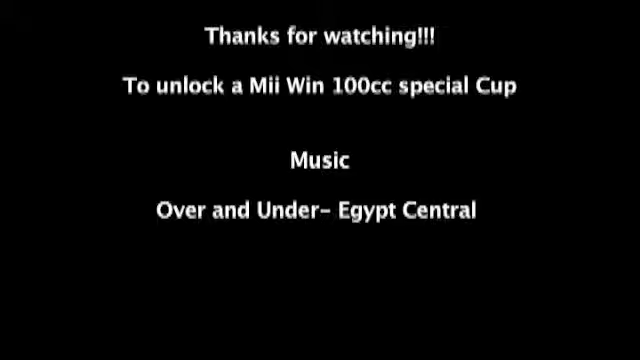 Thanks for watching!!!
To unlock a Mii Win 100cc special Cup
Music
Over and Under- Egypt Central